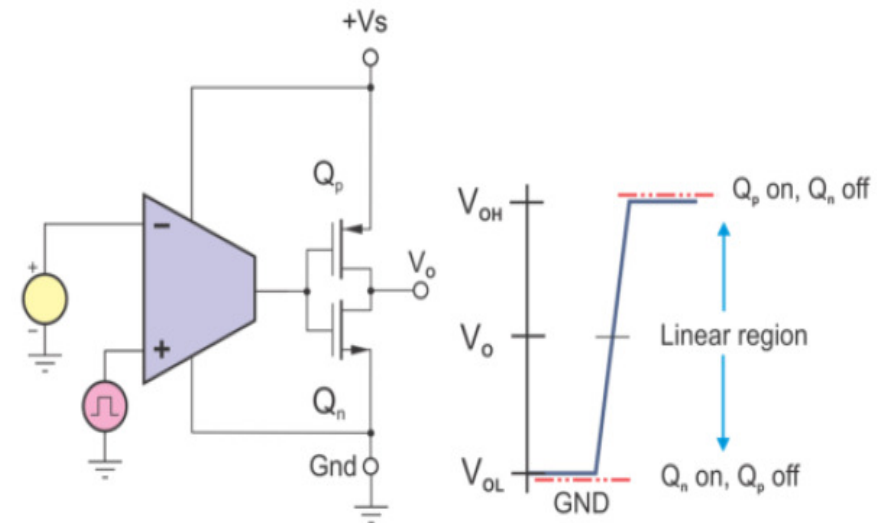 +Vs
Qp
−
+
−
+
Vo
Qn
Gnd
VOH
Qp on, Qn off
VO
Linear region
VOL
Qn on, Qp off
GND